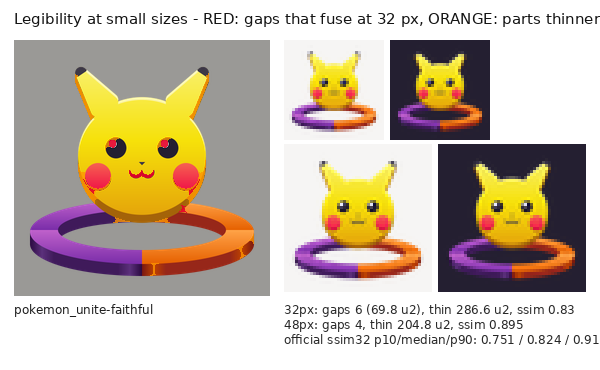 Legibility at small sizes - RED: gaps that fuse at 32 px, ORANGE: parts thinner
pokemon_unite-faithful
32px: gaps 6 (69.8 u2), thin 286.6 u2, ssim 0.83
48px: gaps 4, thin 204.8 u2, ssim 0.895
official ssim32 p10/median/p90: 0.751 / 0.824 / 0.91